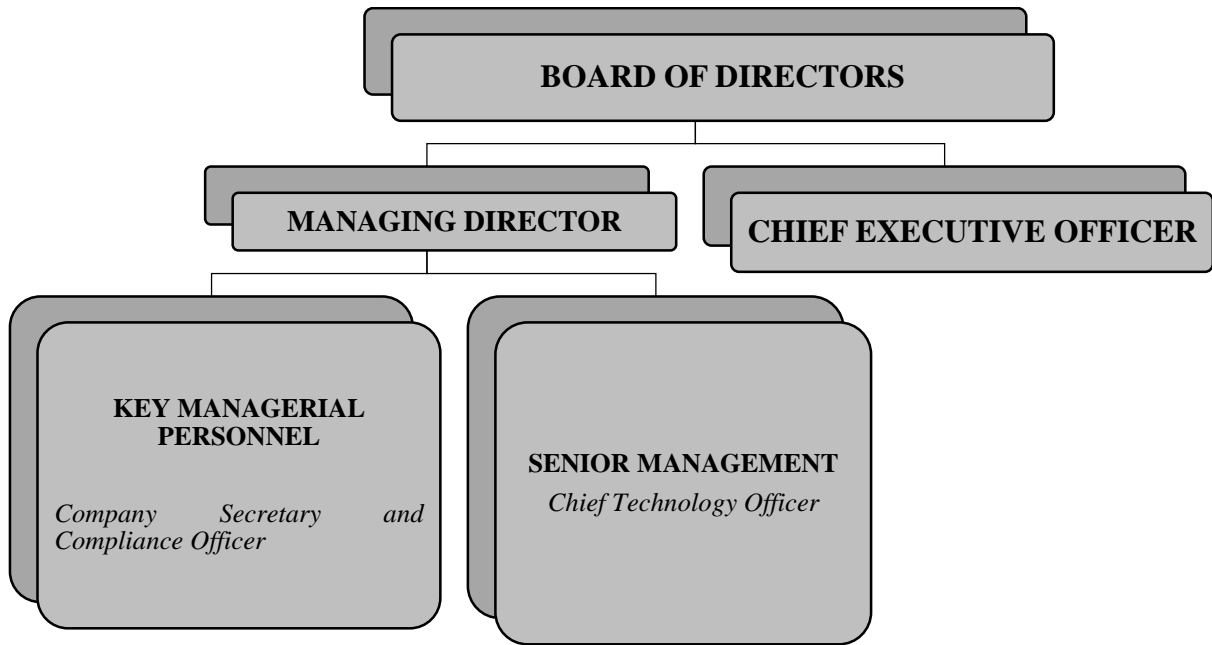 BOARD OF DIRECTORS
MANAGING DIRECTOR
CHIEF EXECUTIVE OFFICER
KEY MANAGERIAL
PERSONNEL
Company Secretary and
Compliance Officer
SENIOR MANAGEMENT
Chief Technology Officer